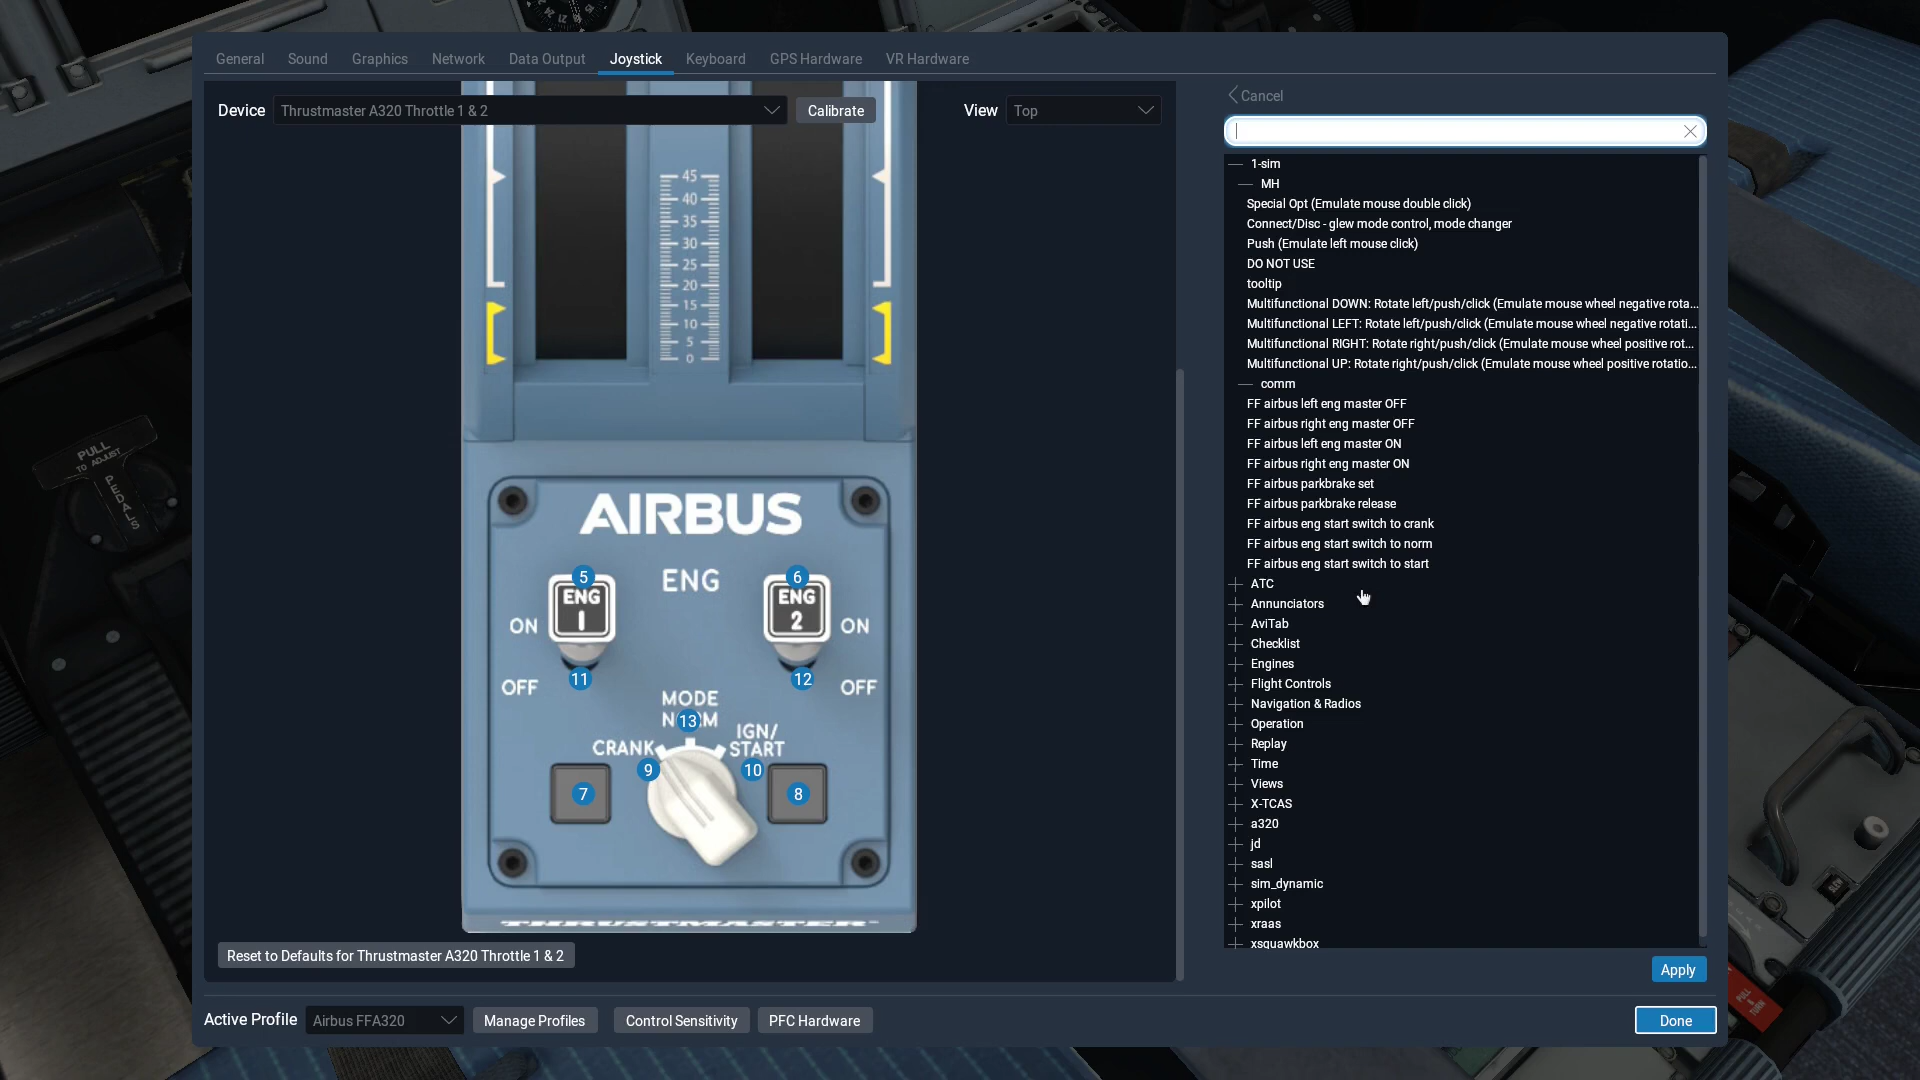 General Sound Graphics Network Data Output Joystick Keyboard GPS Hardware VR Hardware
Device Thrustmaster A320 Throttle 1 & 2 Calibrate View Top
45
40
35
30
25
20
15
10
5
0
AIRBUS
5 ENG 6
ENG 1
ENG 2
ON ON
11 12
OFF OFF
MODE
NORM 13
CRANK
IGN/
START
9 10
7 8
THRUSTMASTER
Reset to Defaults for Thrustmaster A320 Throttle 1 & 2
Cancel
1-sim
MH
Special Opt (Emulate mouse double click)
Connect/Disc - glew mode control, mode changer
Push (Emulate left mouse click)
DO NOT USE
tooltip
Multifunctional DOWN: Rotate left/push/click (Emulate mouse wheel negative rota...
Multifunctional LEFT: Rotate left/push/click (Emulate mouse wheel negative rotati...
Multifunctional RIGHT: Rotate right/push/click (Emulate mouse wheel positive rot...
Multifunctional UP: Rotate right/push/click (Emulate mouse wheel positive rotatio...
comm
FF airbus left eng master OFF
FF airbus right eng master OFF
FF airbus left eng master ON
FF airbus right eng master ON
FF airbus parkbrake set
FF airbus parkbrake release
FF airbus eng start switch to crank
FF airbus eng start switch to norm
FF airbus eng start switch to start
ATC
Annunciators
AviTab
Checklist
Engines
Flight Controls
Navigation & Radios
Operation
Replay
Time
Views
X-TCAS
a320
jd
sasl
sim_dynamic
xpilot
xraas
xsquawkbox
Apply
Active Profile Airbus FFA320 Manage Profiles Control Sensitivity PFC Hardware Done
PULL
TO ADJUST
PEDALS